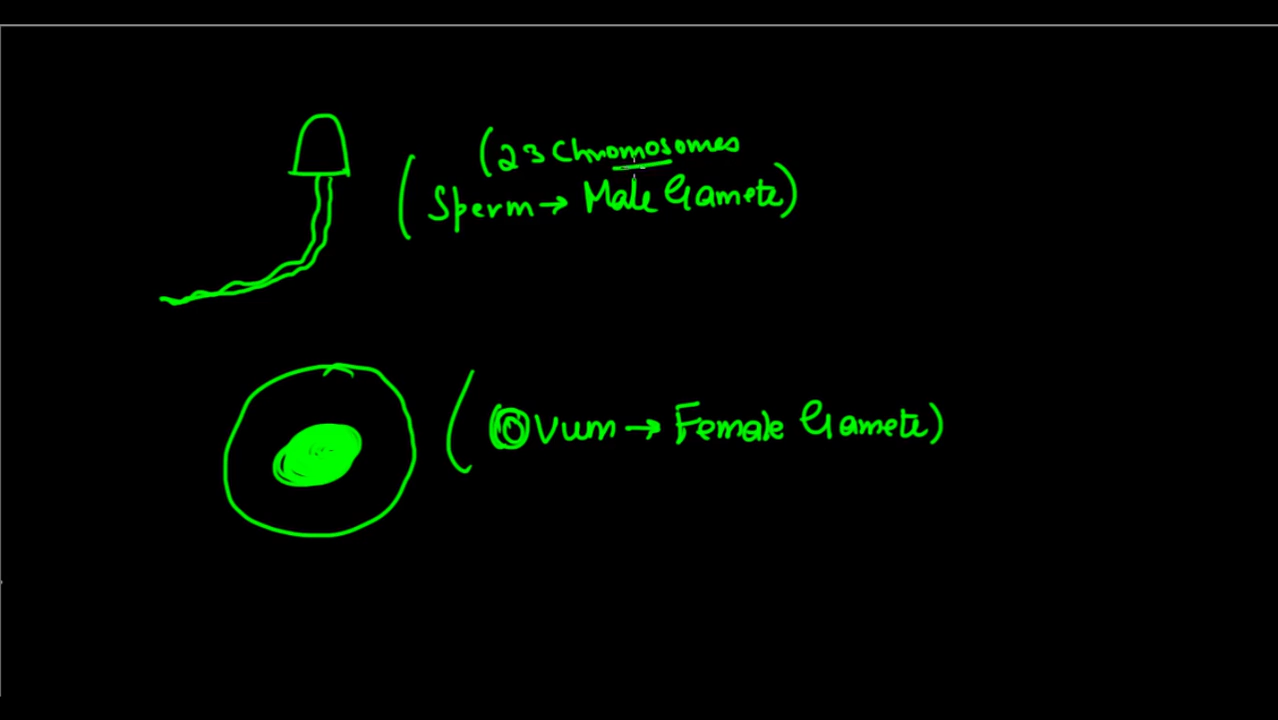 (23 Chromosomes
(Sperm → Male Gamete)
(Ovum → Female Gamete)